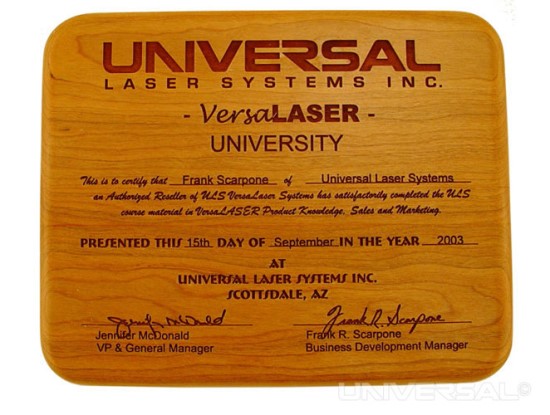 UNIVERSAL
LASER SYSTEMS INC.
- VersaLASER -
UNIVERSITY
This is to certify that Frank Scarpone of Universal Laser Systems
an Authorized Reseller of ULS VersaLaser Systems has satisfactorily completed the ULS
course material in VersaLASER Product Knowledge, Sales and Marketing.
PRESENTED THIS 15th DAY OF September IN THE YEAR 2003
AT
UNIVERSAL LASER SYSTEMS INC.
SCOTTSDALE, AZ
Jennifer McDonald Frank R. Scarpone
Jennifer McDonald Frank R. Scarpone
VP & General Manager Business Development Manager
UNIVERSAL©